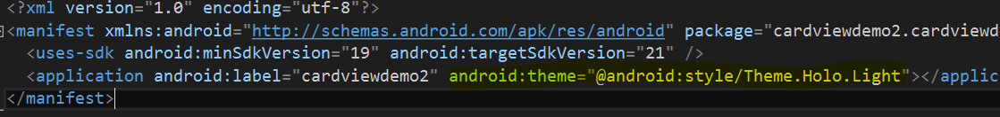 <?xml version="1.0" encoding="utf-8"?>
<manifest xmlns:android="http://schemas.android.com/apk/res/android" package="cardviewdemo2.cardviewd
<uses-sdk android:minSdkVersion="19" android:targetSdkVersion="21" />
<application android:label="cardviewdemo2" android:theme="@android:style/Theme.Holo.Light"></applic
</manifest>